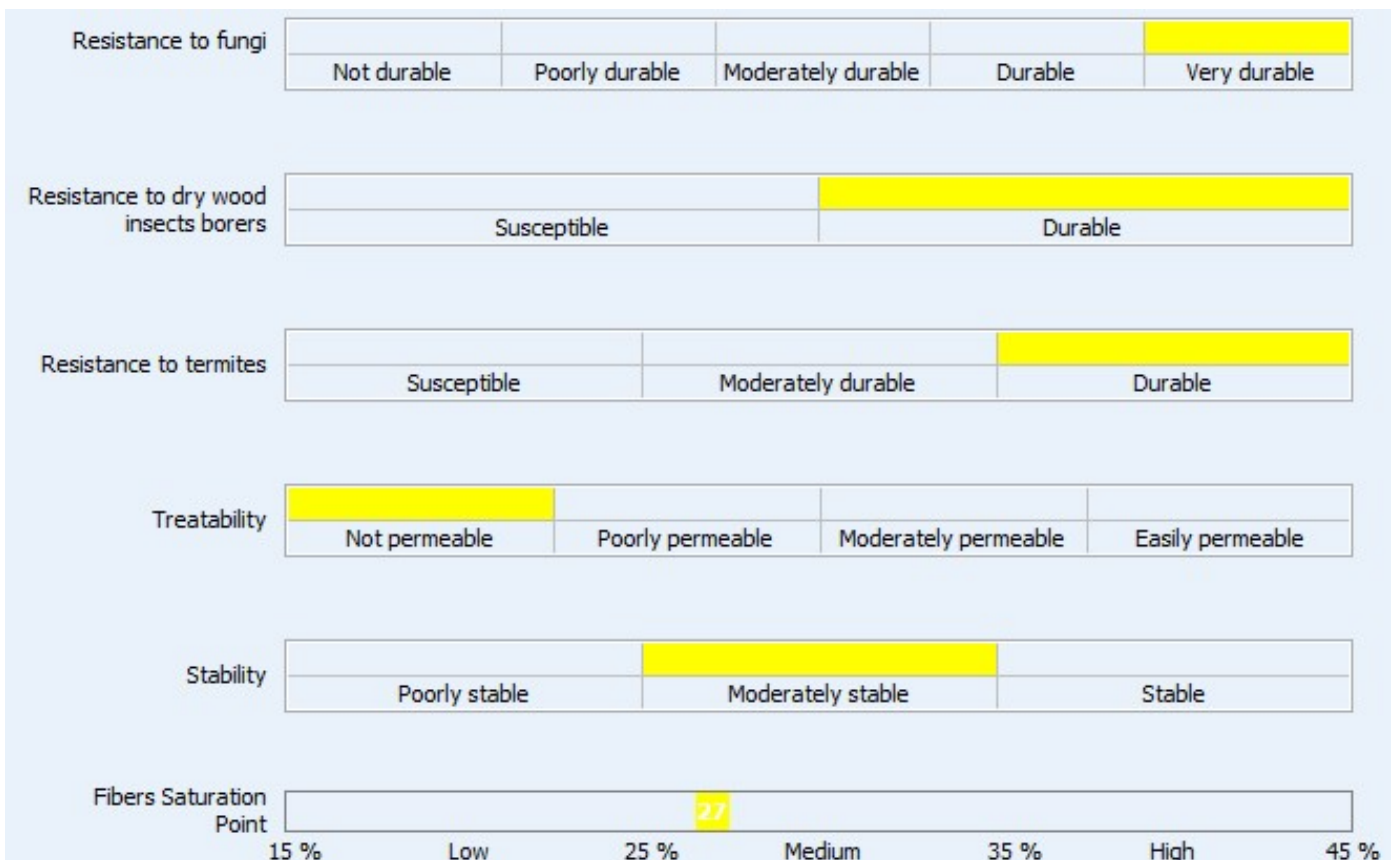 Resistance to fungi
Not durable Poorly durable Moderately durable Durable Very durable
Resistance to dry wood
insects borers
Susceptible Durable
Resistance to termites
Susceptible Moderately durable Durable
Treatability
Not permeable Poorly permeable Moderately permeable Easily permeable
Stability
Poorly stable Moderately stable Stable
Fibers Saturation
Point
27
15 % Low 25 % Medium 35 % High 45 %